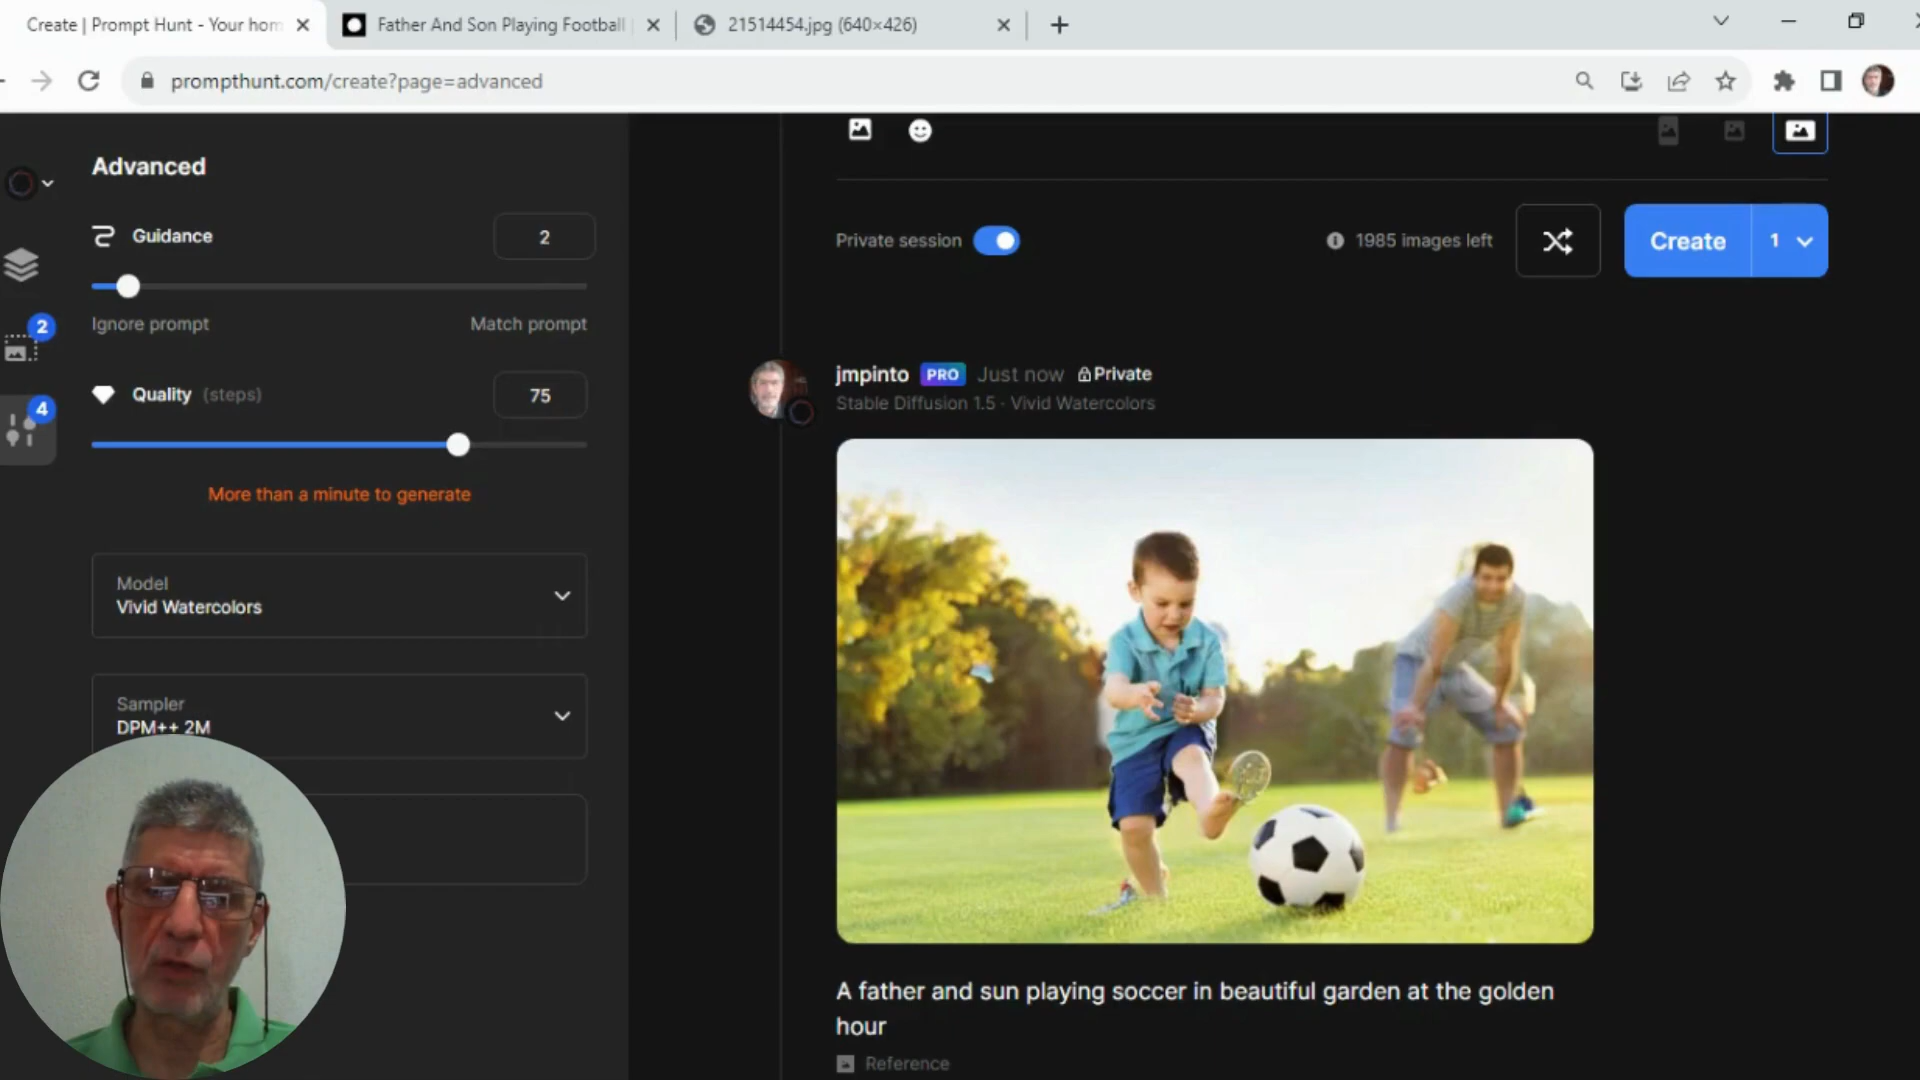 Create | Prompt Hunt - Your hom
Father And Son Playing Football |
21514454.jpg (640×426)
prompthunt.com/create?page=advanced
Advanced
Guidance
2
Ignore prompt
Match prompt
2
Quality (steps)
75
4
More than a minute to generate
Model
Vivid Watercolors
Sampler
DPM++ 2M
Private session
1985 images left
Create
1
jmpinto PRO Just now Private
Stable Diffusion 1.5 · Vivid Watercolors
A father and sun playing soccer in beautiful garden at the golden
hour
Reference